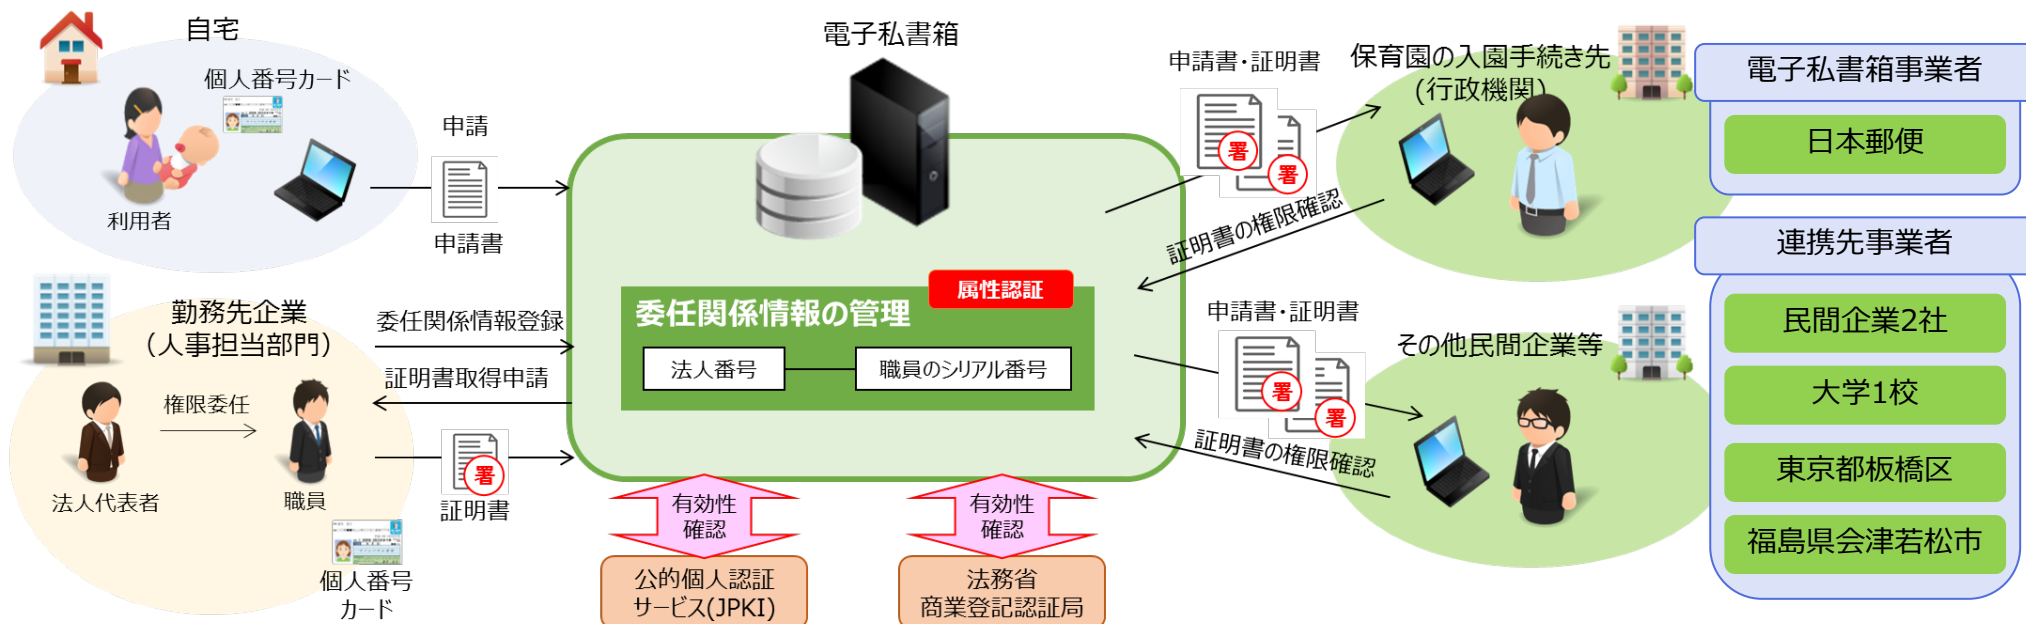 自宅
個人番号カード
利用者
申請
申請書
勤務先企業
(人事担当部門)
法人代表者
権限委任
職員
個人番号
カード
委任関係情報登録
証明書取得申請
署
証明書
電子私書箱
属性認証
委任関係情報の管理
法人番号
職員のシリアル番号
有効性
確認
有効性
確認
公的個人認証
サービス(JPKI)
法務省
商業登記認証局
申請書・証明書
署
署
証明書の権限確認
保育園の入園手続き先
(行政機関)
申請書・証明書
署
署
証明書の権限確認
その他民間企業等
電子私書箱事業者
日本郵便
連携先事業者
民間企業2社
大学1校
東京都板橋区
福島県会津若松市